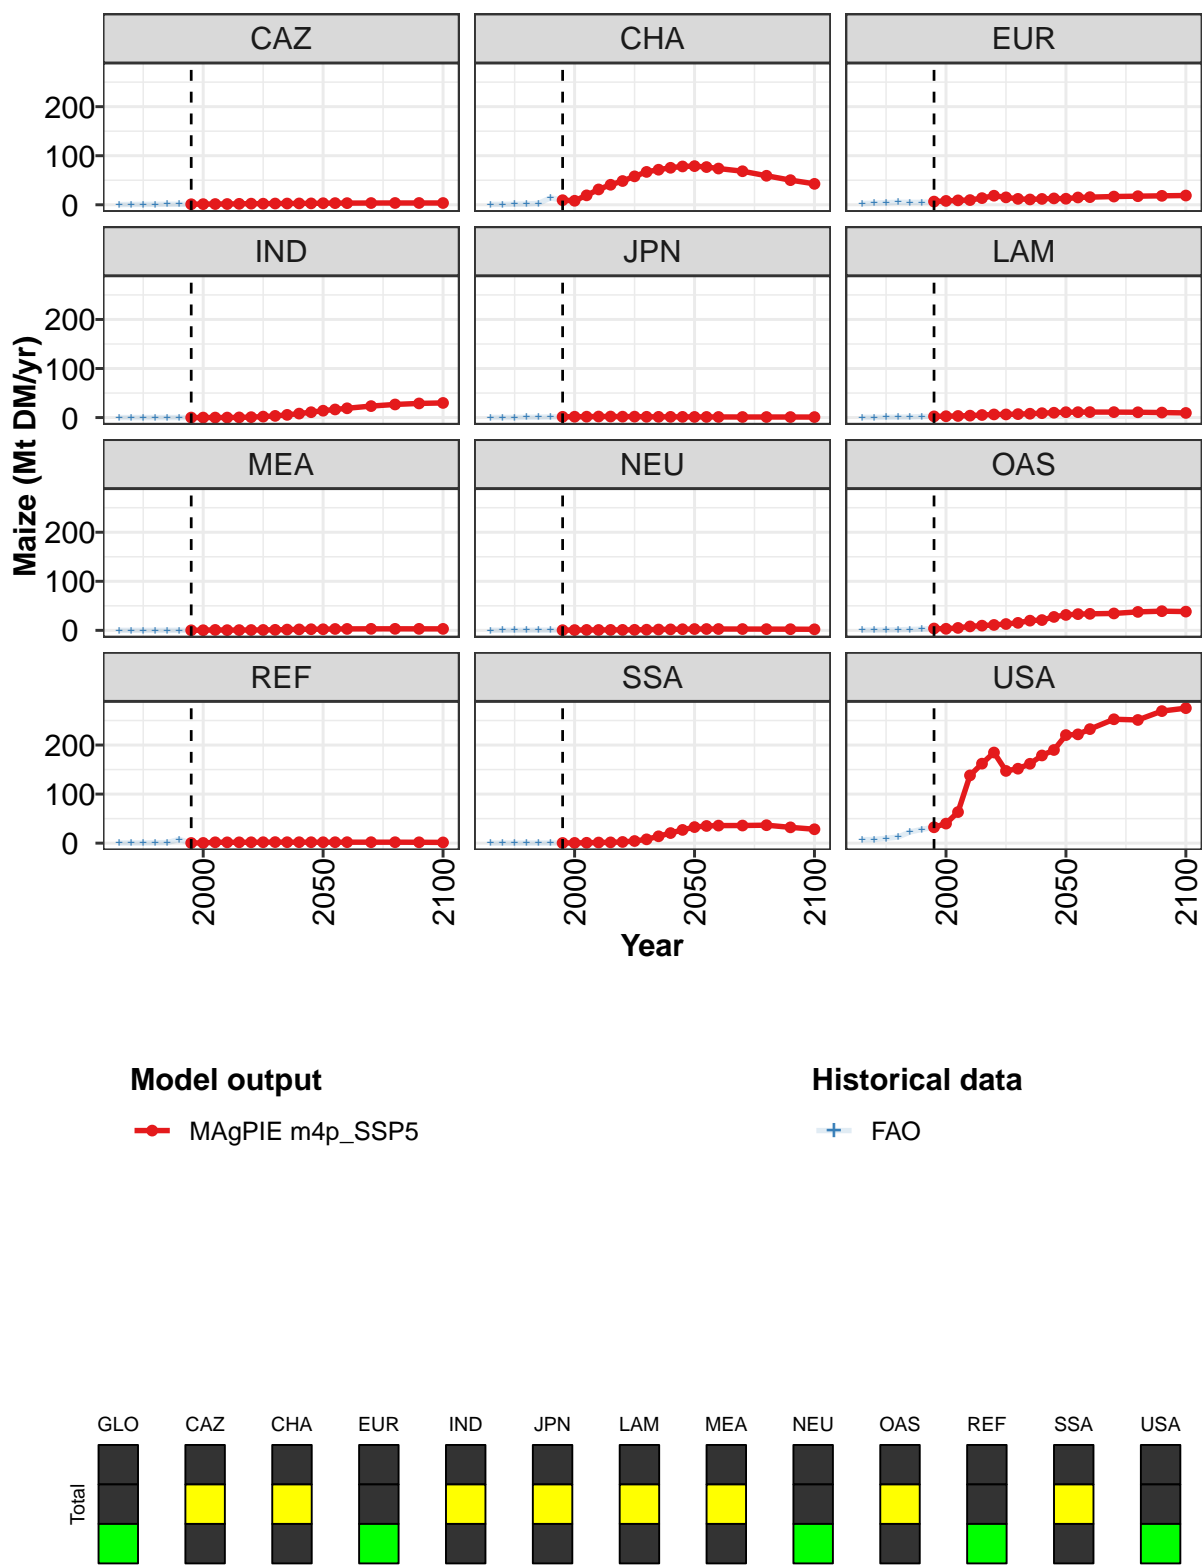 CAZ CHA EUR
200
100
0
IND JPN LAM
200
100
0
MEA NEU OAS
200
100
0
REF SSA USA
200
100
0
Maize (Mt DM/yr)
2000 2050 2100 2000 2050 2100 2000 2050 2100
Year
Model output Historical data
MAgPIE m4p_SSP5 FAO
GLO CAZ CHA EUR IND JPN LAM MEA NEU OAS REF SSA USA
Total